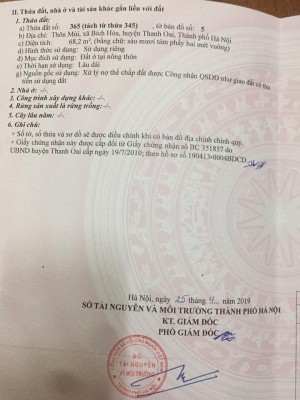 II. Thửa đất, nhà ở và tài sản khác gắn liền với đất
1. Thửa đất:
a) Thửa đất số: 365 (tách từ thửa 345) , tờ bản đồ số: 5
b) Địa chỉ: Thôn Mùi, xã Bích Hòa, huyện Thanh Oai, Thành phố Hà Nội
c) Diện tích: 68,2 m², (bằng chữ: sáu mươi tám phẩy hai mét vuông)
d) Hình thức sử dụng: Sử dụng riêng
đ) Mục đích sử dụng: Đất ở tại nông thôn
e) Thời hạn sử dụng: Lâu dài
g) Nguồn gốc sử dụng: Xử lý nợ thế chấp đất được Công nhận QSDĐ như giao đất có thu
tiền sử dụng đất
2. Nhà ở: -/-.
3. Công trình xây dựng khác: -/-.
4. Rừng sản xuất là rừng trồng: -/-.
5. Cây lâu năm: -/-.
6. Ghi chú:
+ Số tờ, số thửa và sơ đồ sẽ được điều chỉnh khi có bản đồ địa chính chính quy.
+ Giấy chứng nhận này được cấp đổi từ Giấy chứng nhận số BC 351857 do
UBND huyện Thanh Oai cấp ngày 19/7/2010; theo hồ sơ số 190413-0004BDCD
Hà Nội, ngày 25 tháng 4 năm 2019
SỞ TÀI NGUYÊN VÀ MÔI TRƯỜNG THÀNH PHỐ HÀ NỘI
KT. GIÁM ĐỐC
PHÓ GIÁM ĐỐC
SỞ
TÀI NGUYÊN
VÀ MÔI TRƯỜNG